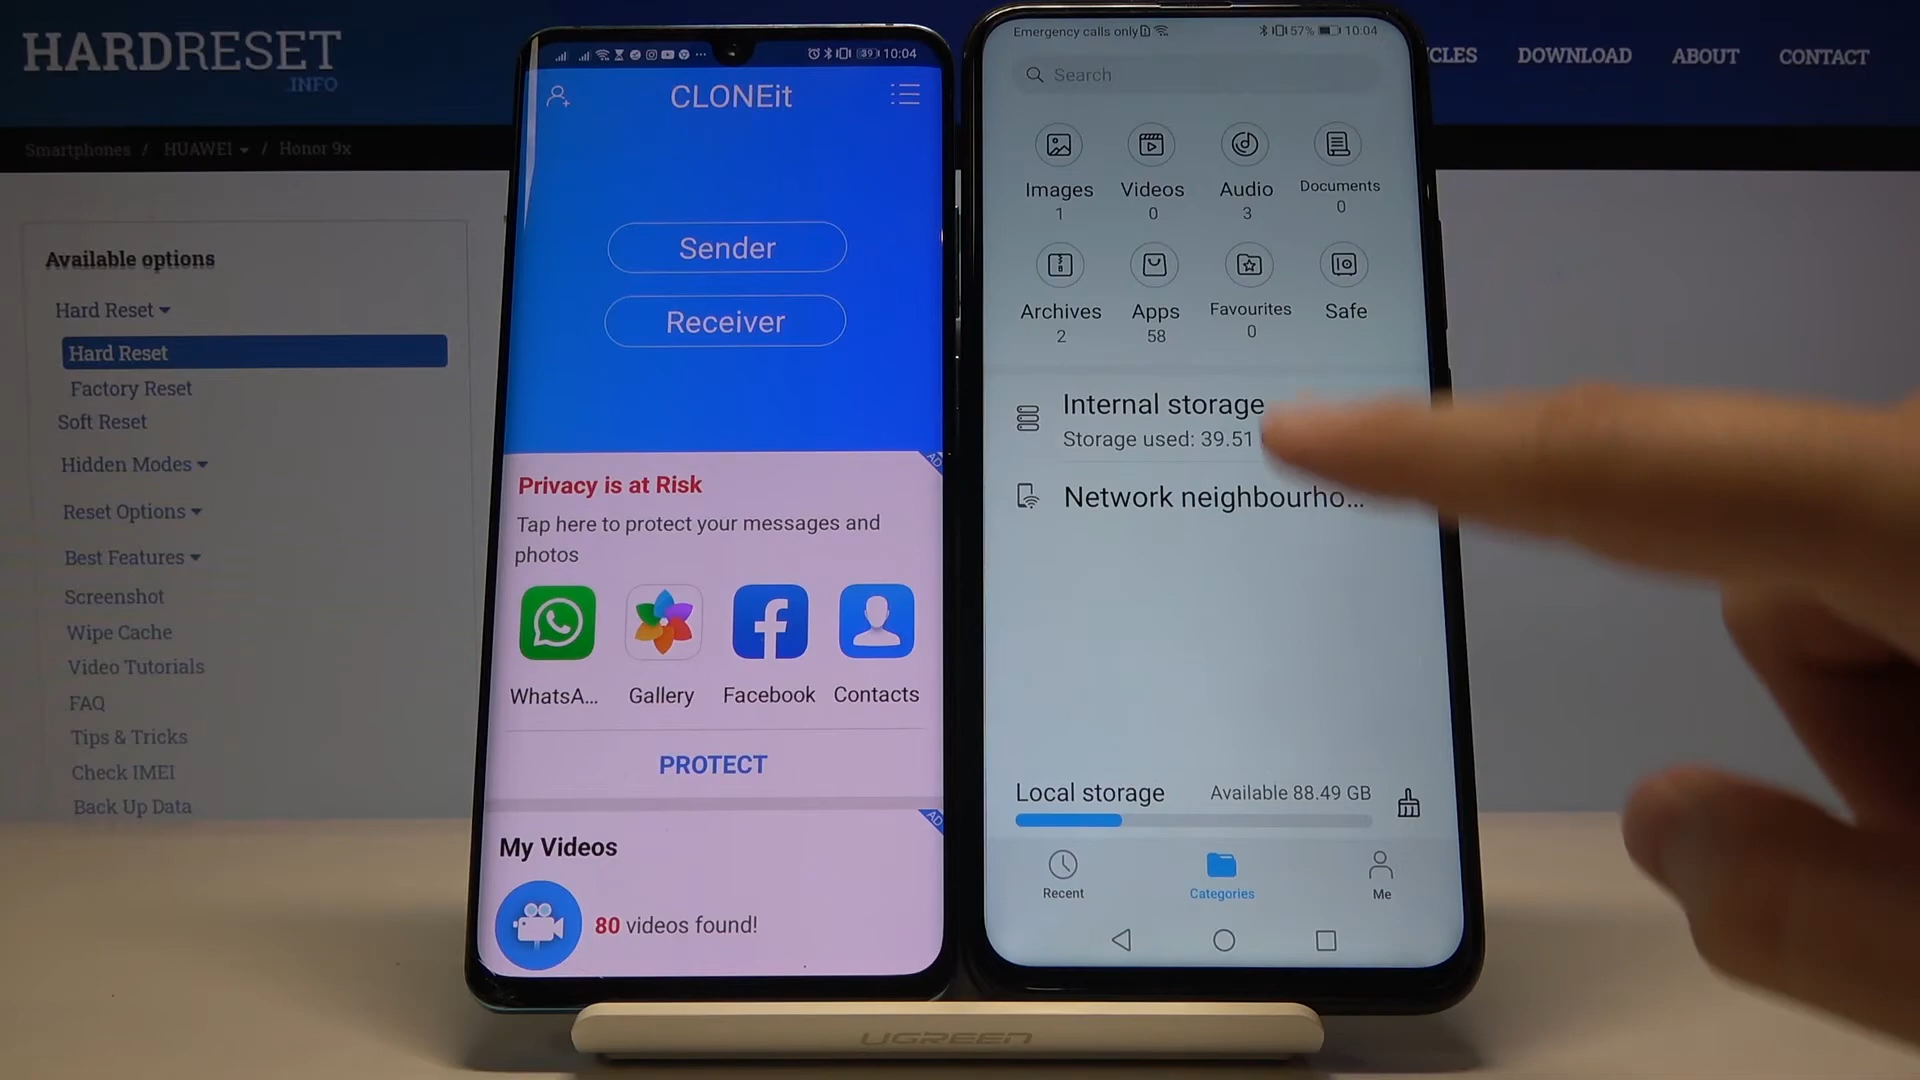 HARDRESET
.INFO
CLES DOWNLOAD ABOUT CONTACT
Smartphones / HUAWEI / Honor 9x
Available options
Hard Reset
Hard Reset
Factory Reset
Soft Reset
Hidden Modes
Reset Options
Best Features
Screenshot
Wipe Cache
Video Tutorials
FAQ
Tips & Tricks
Check IMEI
Back Up Data
39 10:04
CLONEit
Sender
Receiver
AD
Privacy is at Risk
Tap here to protect your messages and
photos
WhatsA... Gallery Facebook Contacts
PROTECT
AD
My Videos
80 videos found!
Emergency calls only 57% 10:04
Search
Images Videos Audio Documents
1 0 3 0
Archives Apps Favourites Safe
2 58 0
Internal storage
Storage used: 39.51
Network neighbourho...
Local storage Available 88.49 GB
Recent Categories Me
UGREEN